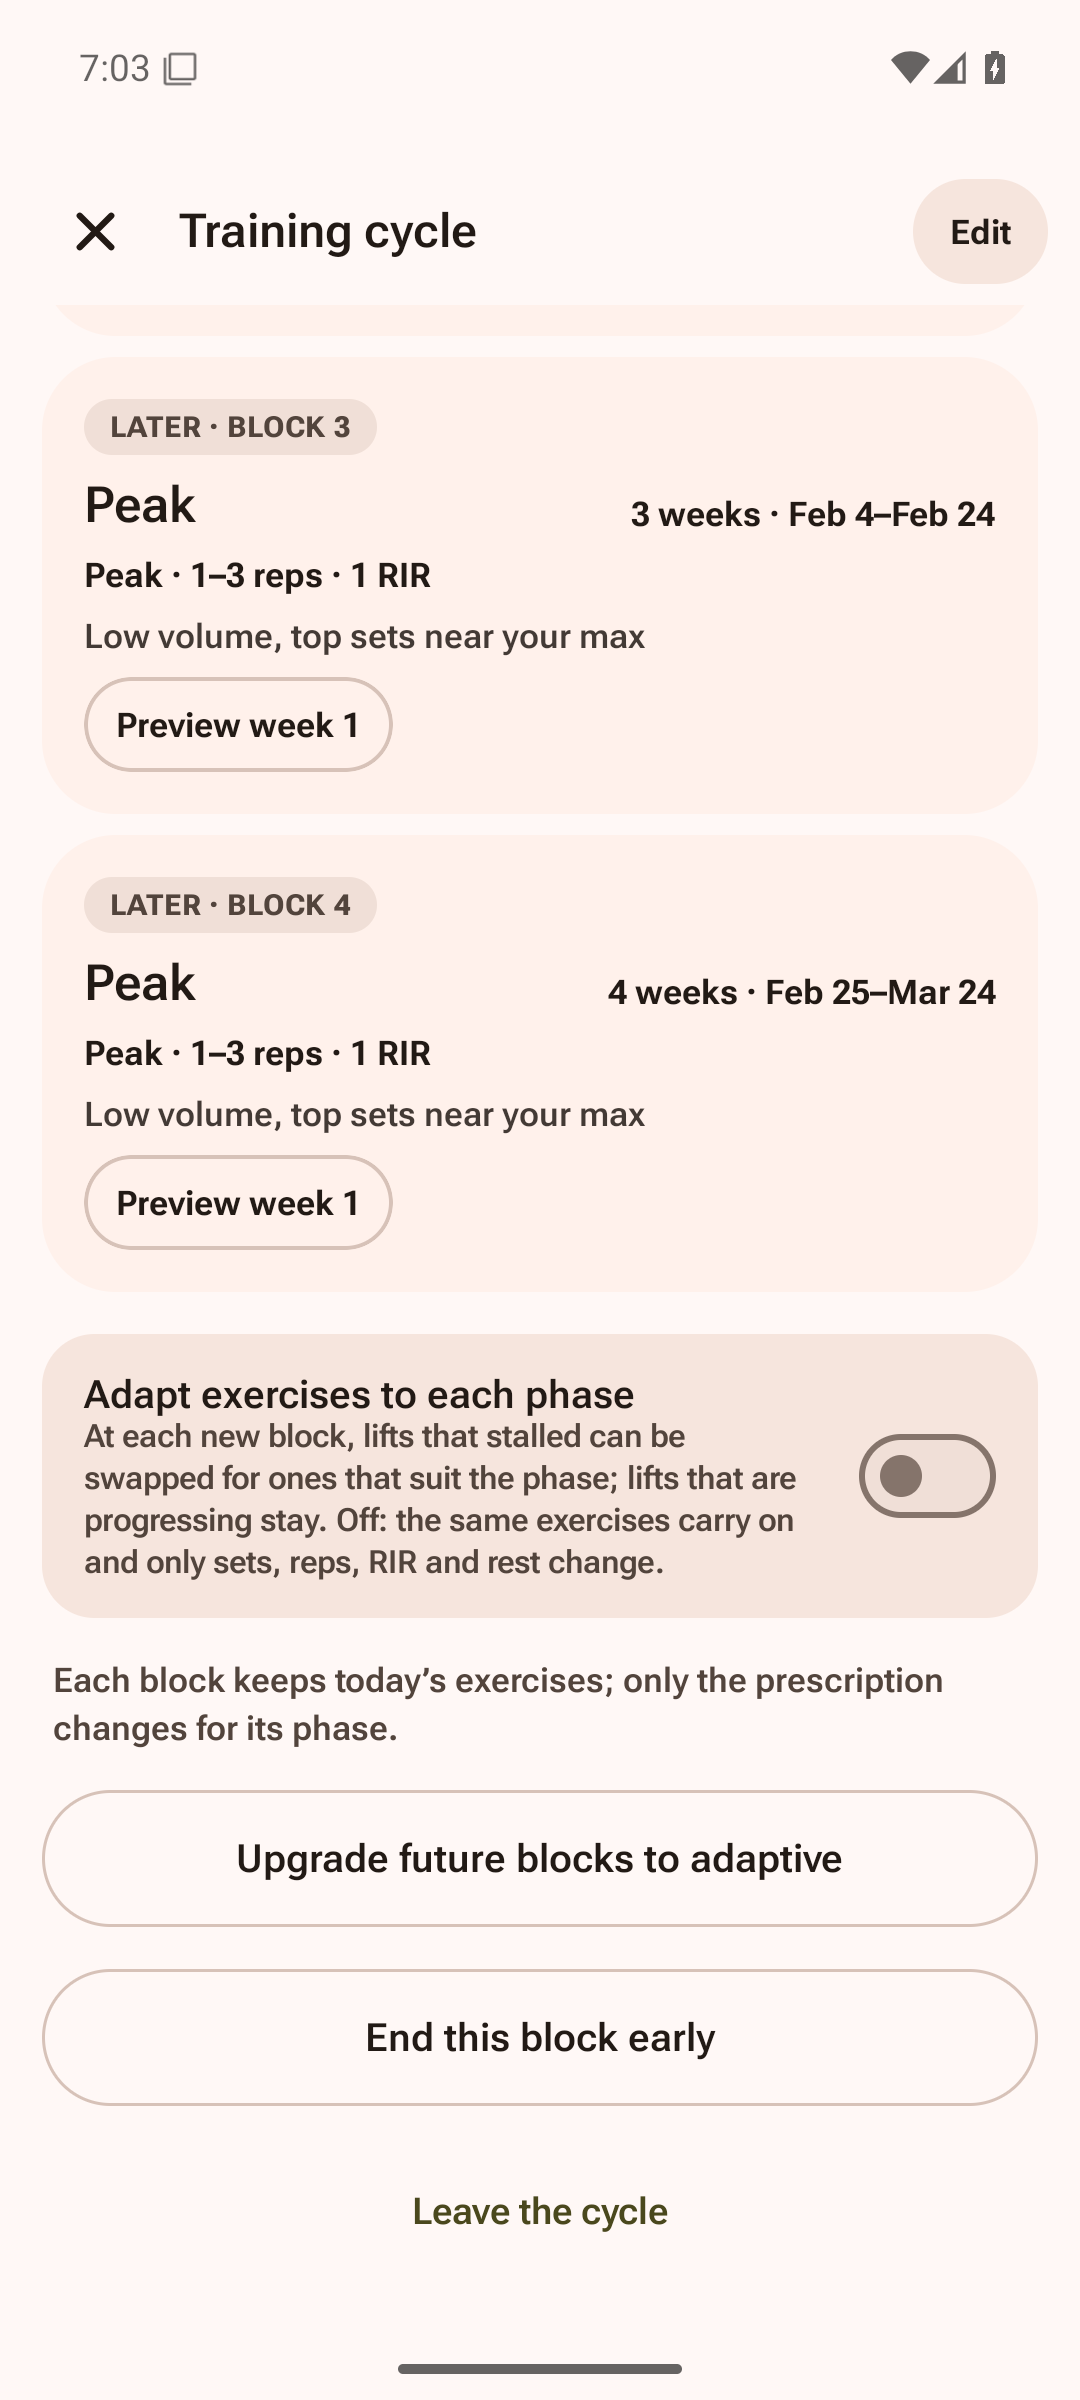 7:03
Training cycle
Edit
LATER · BLOCK 3
Peak
3 weeks · Feb 4–Feb 24
Peak · 1–3 reps · 1 RIR
Low volume, top sets near your max
Preview week 1
LATER · BLOCK 4
Peak
4 weeks · Feb 25–Mar 24
Peak · 1–3 reps · 1 RIR
Low volume, top sets near your max
Preview week 1
Adapt exercises to each phase
At each new block, lifts that stalled can be
swapped for ones that suit the phase; lifts that are
progressing stay. Off: the same exercises carry on
and only sets, reps, RIR and rest change.
Each block keeps today’s exercises; only the prescription
changes for its phase.
Upgrade future blocks to adaptive
End this block early
Leave the cycle